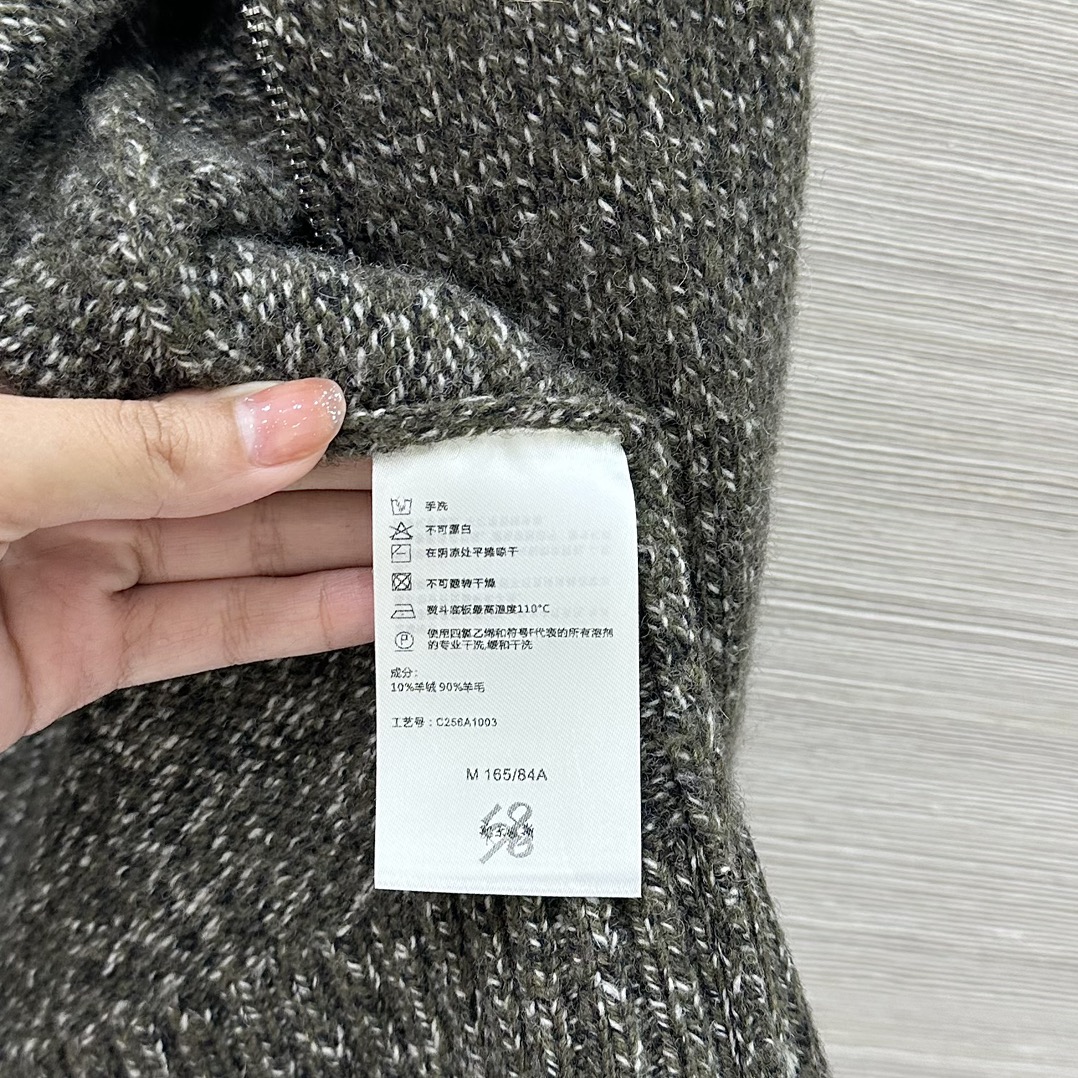 手洗
不可漂白
在阴凉处平摊晾干
不可翻转干燥
熨斗底板最高温度110°C
使用四氯乙烯和符号F代表的所有溶剂
的专业干洗,缓和干洗
成分:
10%羊绒 90%羊毛
工艺号：C256A1003
M 165/84A